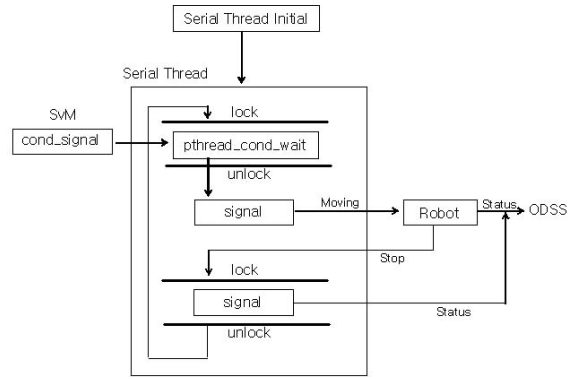 Serial Thread Initial
Serial Thread
SvM
cond_signal
lock
pthread_cond_wait
unlock
signal
Moving
Robot
Status
ODSS
Stop
lock
signal
Status
unlock